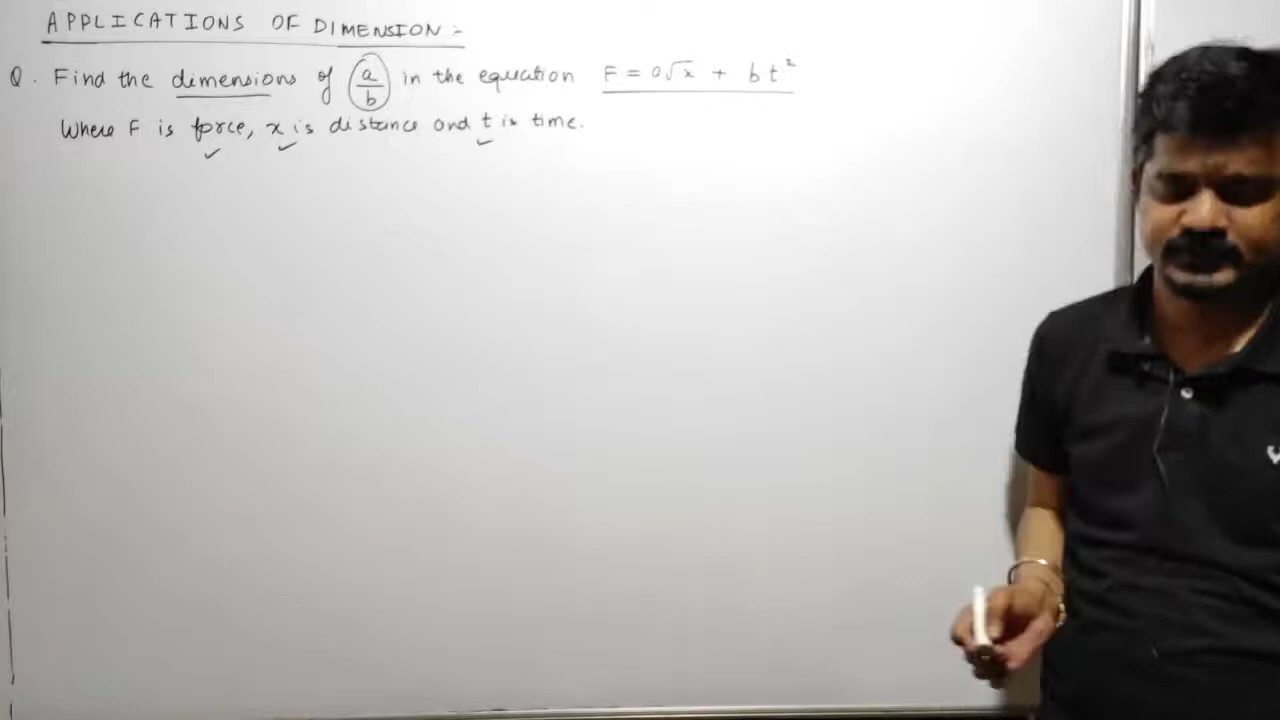 APPLICATIONS OF DIMENSION :-
Q. Find the dimensions of (a/b) in the equation F = a√x + bt²
Where F is force, x is distance and t is time.